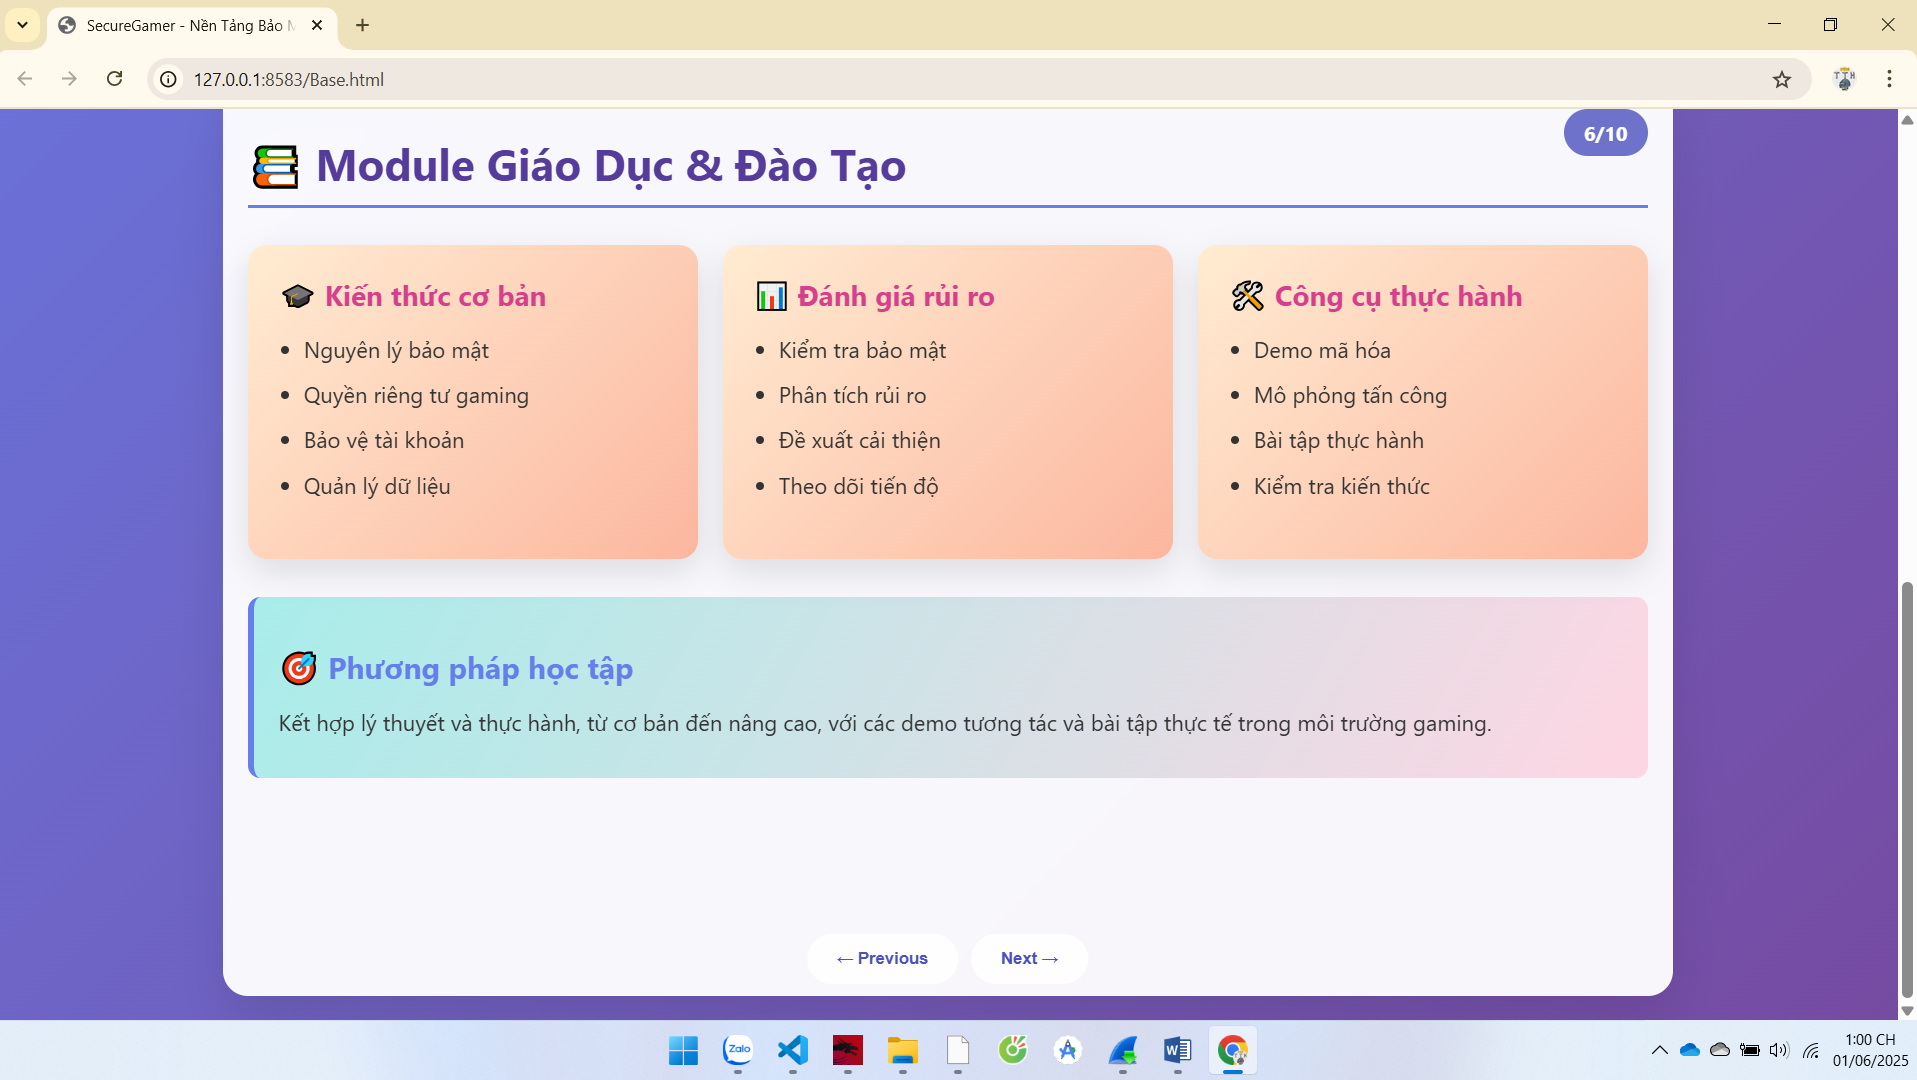 SecureGamer - Nền Tảng Bảo M
127.0.0.1:8583/Base.html
TTH
6/10
Module Giáo Dục & Đào Tạo
Kiến thức cơ bản
Nguyên lý bảo mật
Quyền riêng tư gaming
Bảo vệ tài khoản
Quản lý dữ liệu
Đánh giá rủi ro
Kiểm tra bảo mật
Phân tích rủi ro
Đề xuất cải thiện
Theo dõi tiến độ
Công cụ thực hành
Demo mã hóa
Mô phỏng tấn công
Bài tập thực hành
Kiểm tra kiến thức
Phương pháp học tập
Kết hợp lý thuyết và thực hành, từ cơ bản đến nâng cao, với các demo tương tác và bài tập thực tế trong môi trường gaming.
← Previous
Next →
Zalo
1:00 CH
01/06/2025